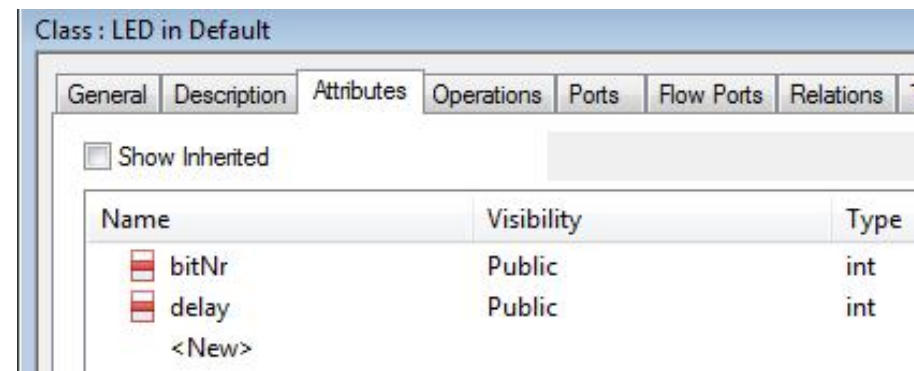 Class : LED in Default
General Description Attributes Operations Ports Flow Ports Relations
Show Inherited
Name Visibility Type
bitNr Public int
delay Public int
<New>